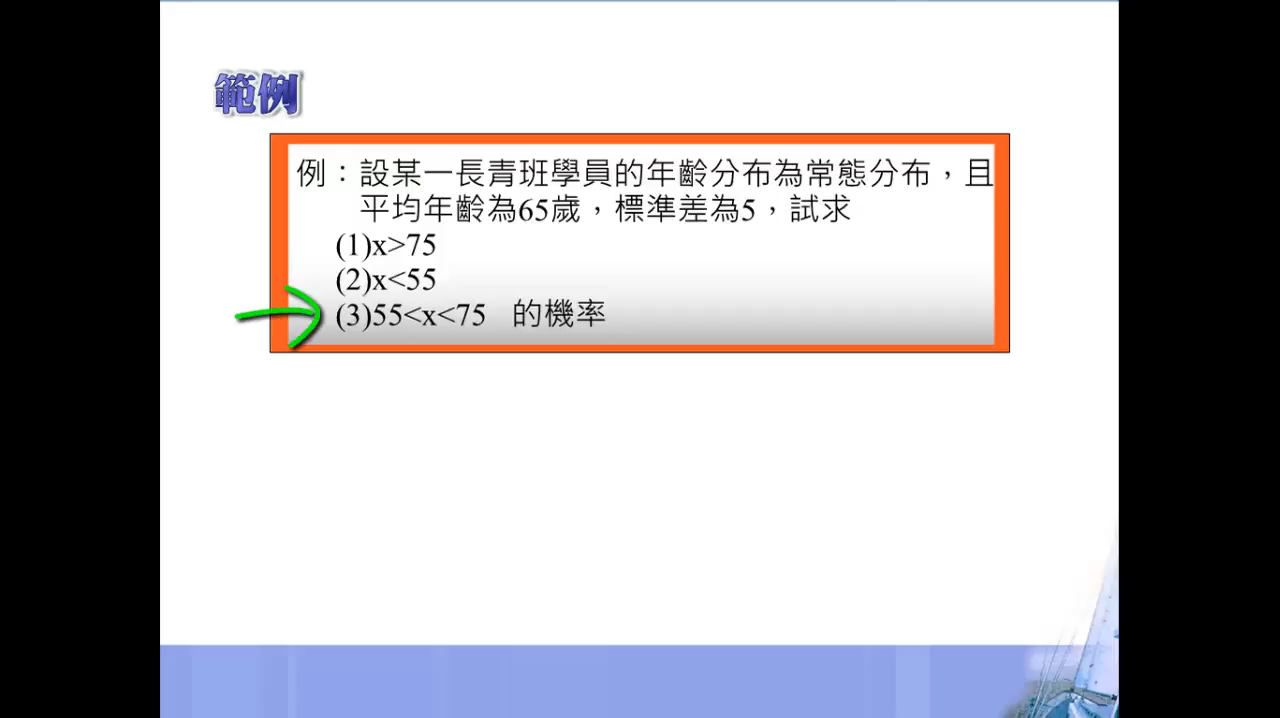 範例
例：設某一長青班學員的年齡分布為常態分布，且
平均年齡為65歲，標準差為5，試求
(1)x>75
(2)x<55
(3)55<x<75 的機率